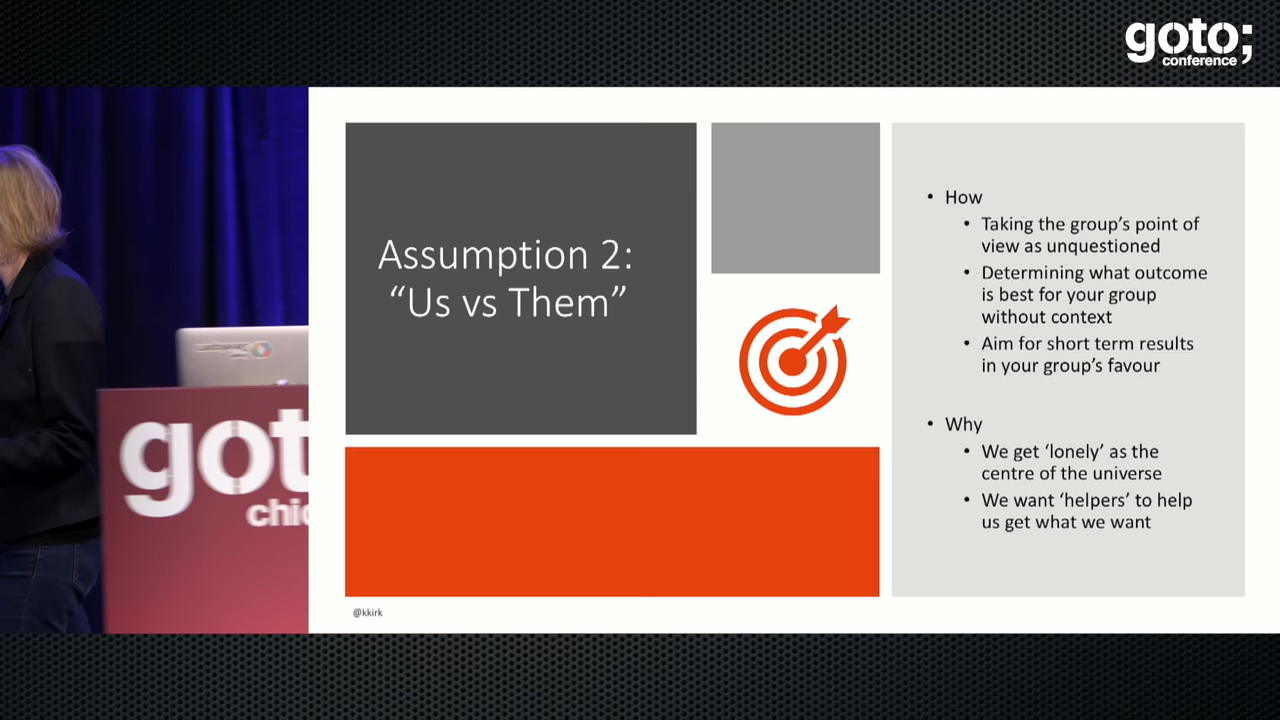 goto;
conference
Assumption 2:
“Us vs Them”
• How
• Taking the group’s point of
view as unquestioned
• Determining what outcome
is best for your group
without context
• Aim for short term results
in your group’s favour
• Why
• We get ‘lonely’ as the
centre of the universe
• We want ‘helpers’ to help
us get what we want
@kkirk
got
chic